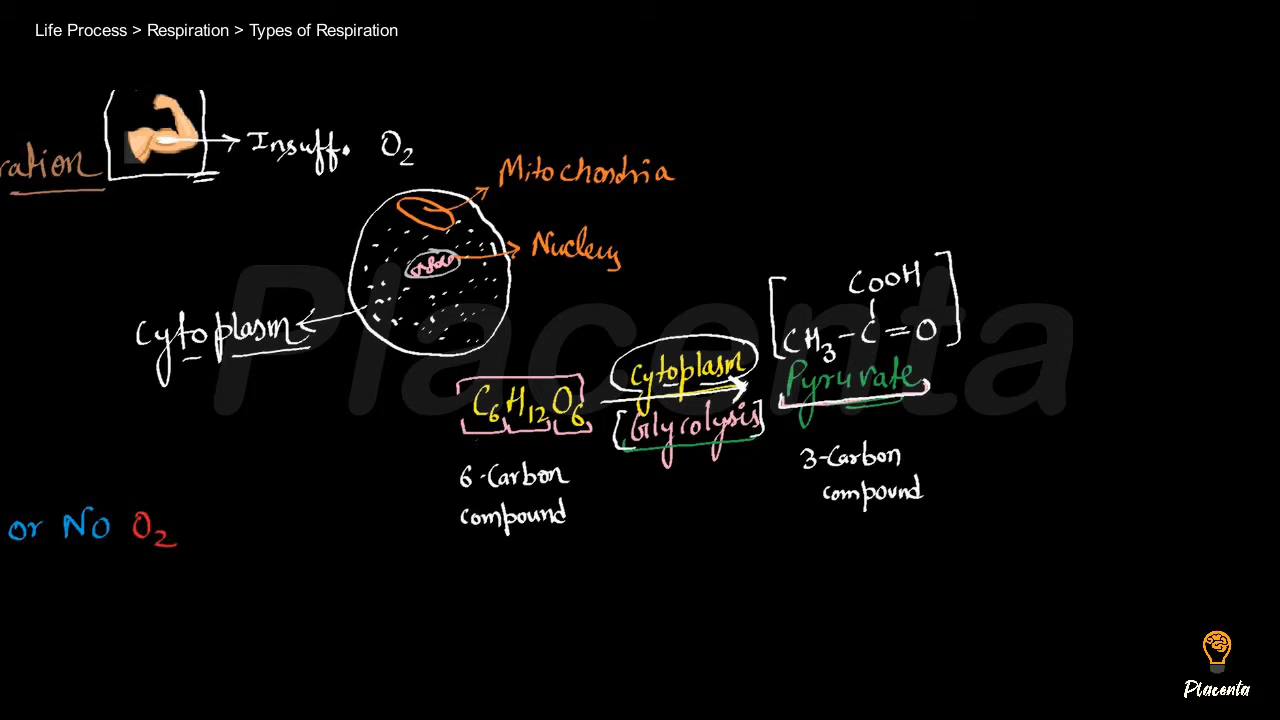 Life Process > Respiration > Types of Respiration
ration
Insuff. O2
Mitochondria
Nucleus
Cytoplasm
COOH
CH3-C=O
Cytoplasm
C6H12O6
[Glycolysis]
Pyruvate
6-Carbon
compound
3-Carbon
compound
or No O2
Placenta
Placenta